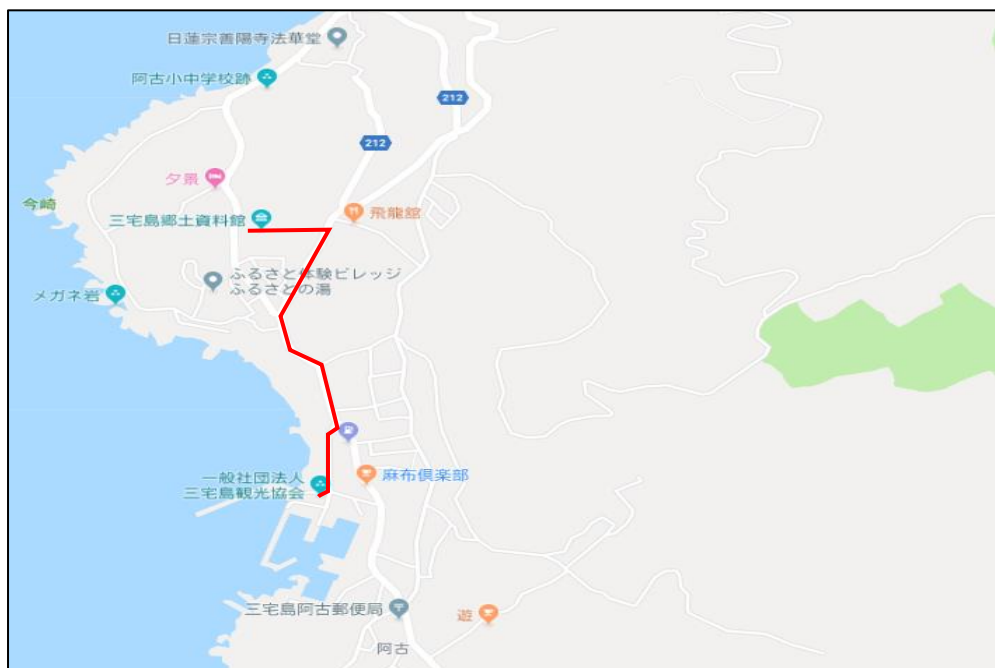 日蓮宗善陽寺法華堂
阿古小中学校跡
212
212
夕景
今崎
三宅島郷土資料館
飛龍館
ふるさと体験ビレッジ
ふるさとの湯
メガネ岩
一般社団法人
三宅島観光協会
麻布倶楽部
三宅島阿古郵便局
遊
阿古